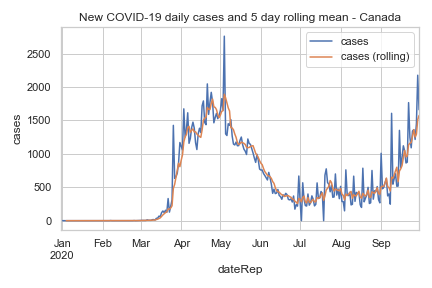 New COVID-19 daily cases and 5 day rolling mean - Canada
cases
cases (rolling)
2500
2000
1500
1000
500
0
cases
Jan Feb Mar Apr May Jun Jul Aug Sep
2020
dateRep